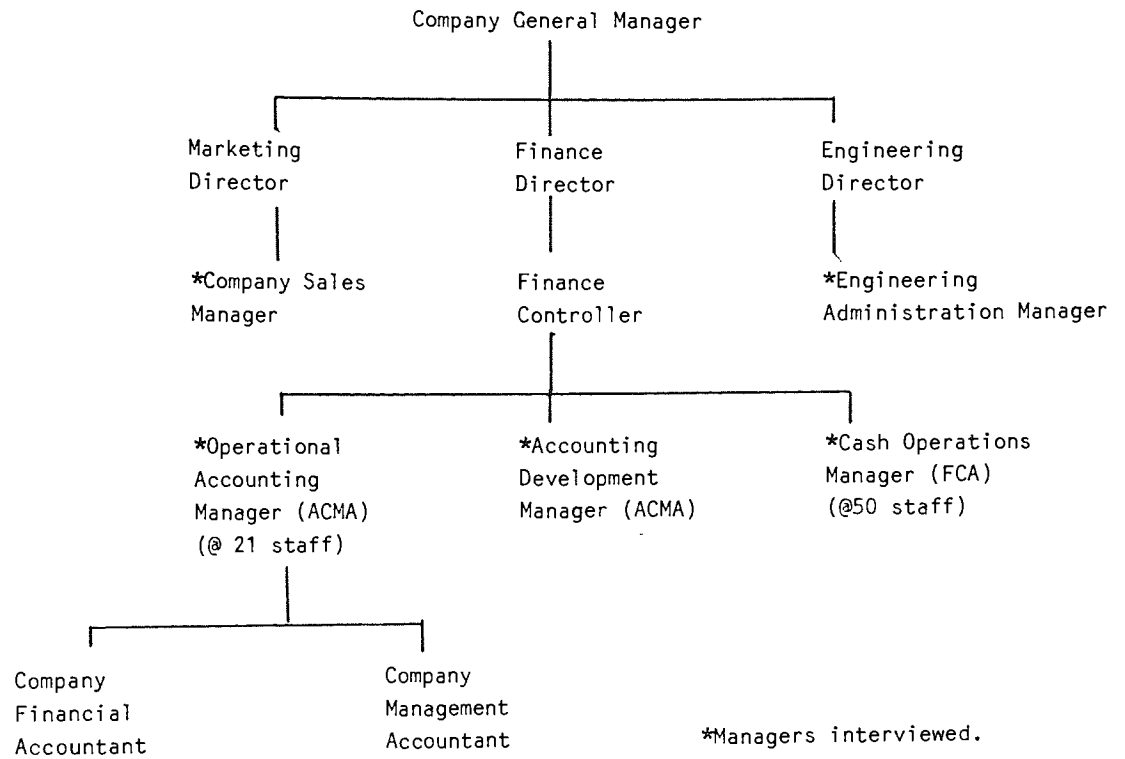 Company General Manager
Marketing
Director
Finance
Director
Engineering
Director
*Company Sales
Manager
Finance
Controller
*Engineering
Administration Manager
*Operational
Accounting
Manager (ACMA)
(@ 21 staff)
*Accounting
Development
Manager (ACMA)
*Cash Operations
Manager (FCA)
(@50 staff)
Company
Financial
Accountant
Company
Management
Accountant
*Managers interviewed.